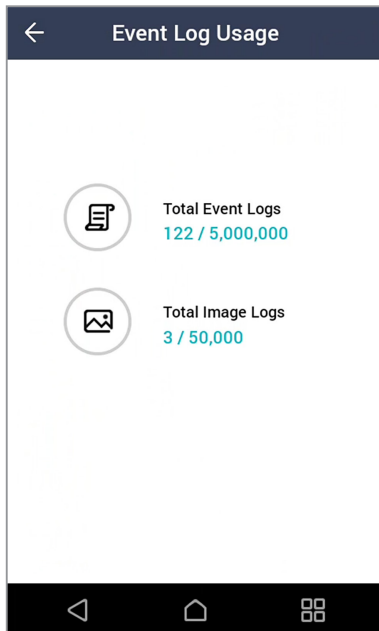 Event Log Usage
Total Event Logs
122 / 5,000,000
Total Image Logs
3 / 50,000